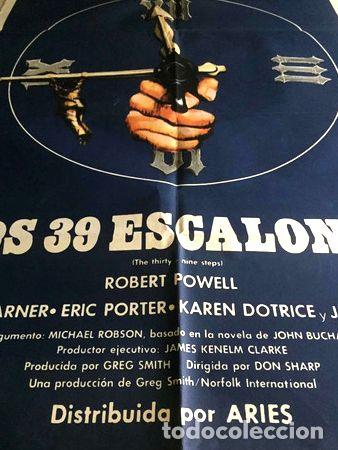 OS 39 ESCALON
(The thirty nine steps)
ROBERT POWELL
ARNER • ERIC PORTER • KAREN DOTRICE y J
gumento: MICHAEL ROBSON, basado en la novela de JOHN BUCHA
Productor ejecutivo: JAMES KENELM CLARKE
Producida por GREG SMITH / Dirigida por DON SHARP
Una producción de Greg Smith/Norfolk International
Distribuida por ARIES
todocoleccion